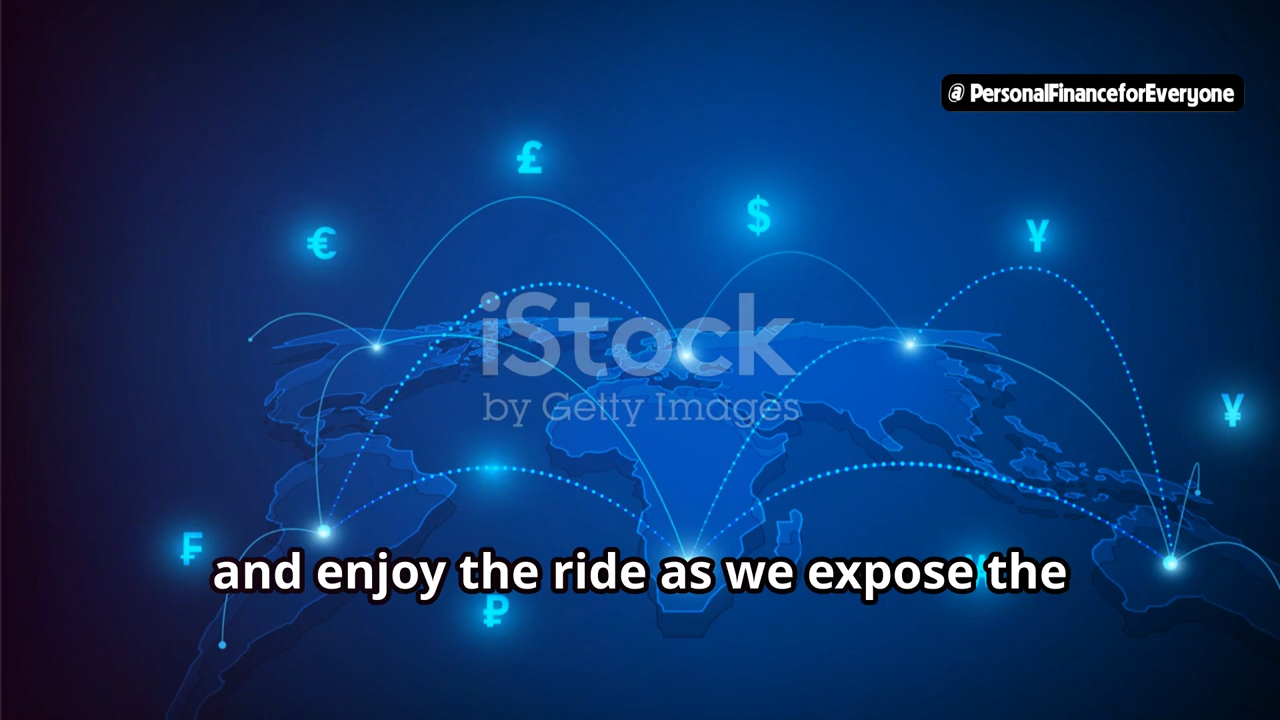 @ PersonalFinanceforEveryone
£
$
€
¥
iStock
by Getty Images
¥
₣
and enjoy the ride as we expose the
₽